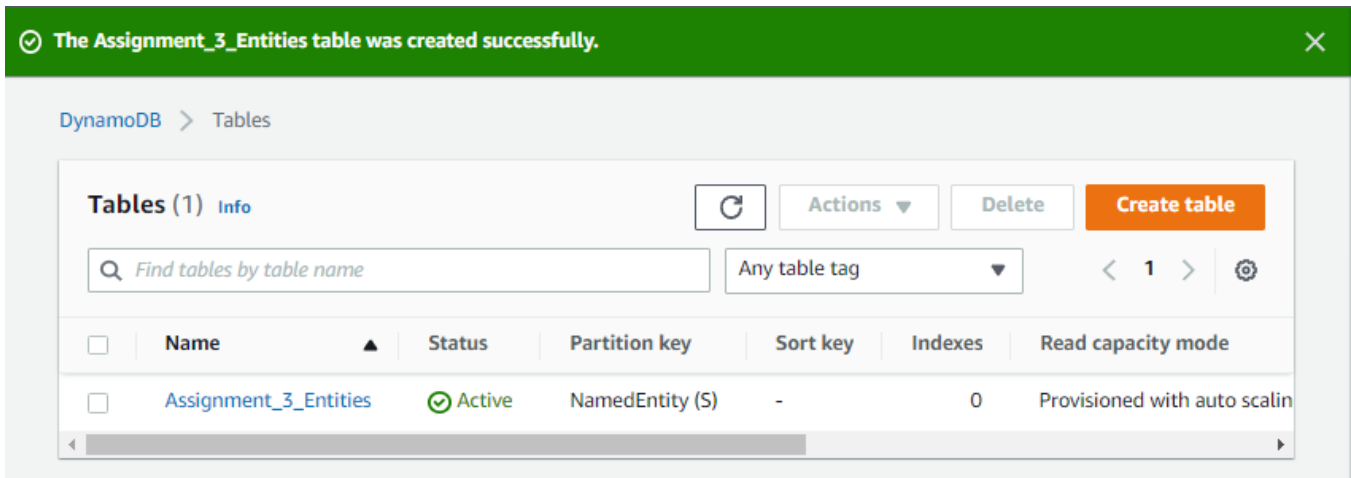 The Assignment_3_Entities table was created successfully.
DynamoDB > Tables
Tables (1) Info
Actions
Delete
Create table
Find tables by table name
Any table tag
1
Name Status Partition key Sort key Indexes Read capacity mode
Assignment_3_Entities Active NamedEntity (S) - 0 Provisioned with auto scalin